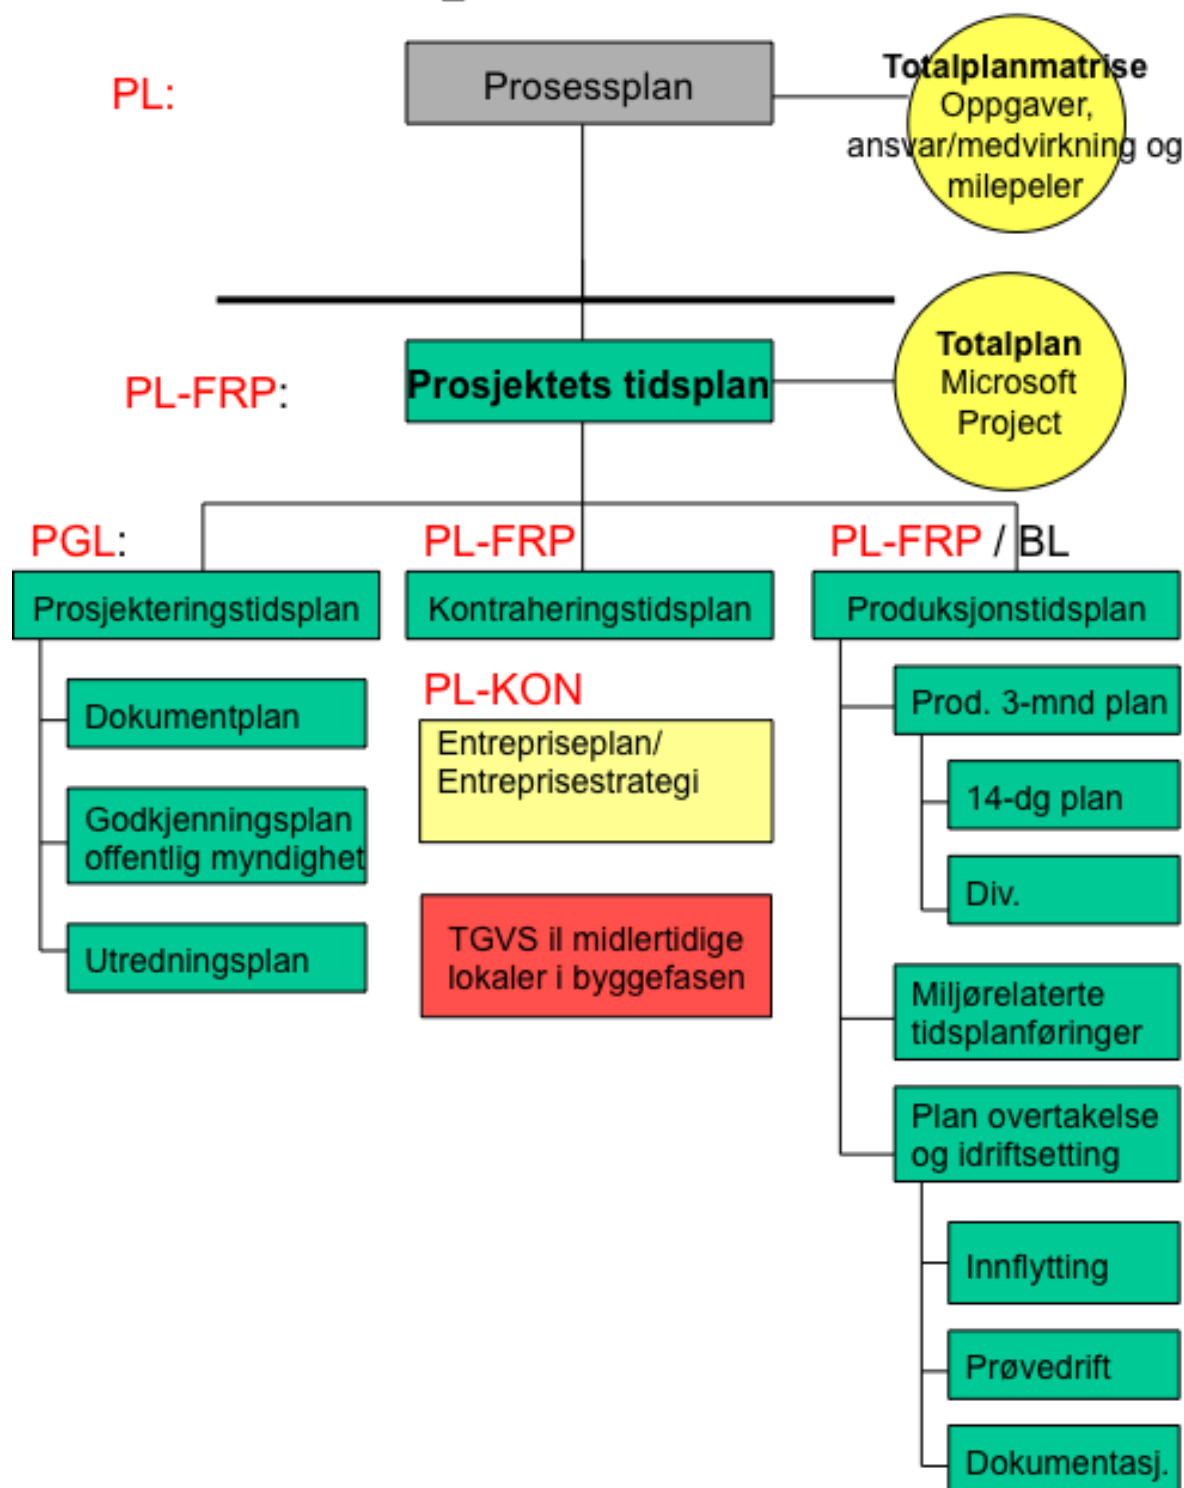 PL:
Prosessplan
Totalplanmatrise
Oppgaver,
ansvar/medvirkning og
milepeler
PL-FRP:
Prosjektets tidsplan
Totalplan
Microsoft
Project
PGL:
PL-FRP
PL-FRP / BL
Prosjekteringstidsplan
Kontraheringstidsplan
Produksjonstidsplan
Dokumentplan
Godkjenningsplan
offentlig myndighet
Utredningsplan
PL-KON
Entrepriseplan/
Entreprisestrategi
TGVS il midlertidige
lokaler i byggefasen
Prod. 3-mnd plan
14-dg plan
Div.
Miljørelaterte
tidsplanføringer
Plan overtakelse
og idriftsetting
Innflytting
Prøvedrift
Dokumentasj.